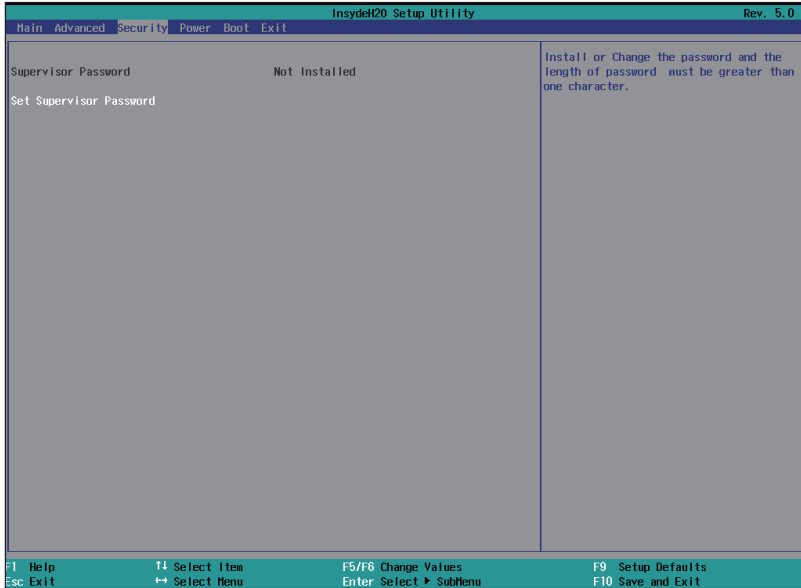 InsydeH20 Setup Utility Rev. 5.0
Main Advanced Security Power Boot Exit
Supervisor Password Not Installed
Set Supervisor Password
Install or Change the password and the
length of password must be greater than
one character.
F1 Help ↑↓ Select Item F5/F6 Change Values F9 Setup Defaults
Esc Exit ↔ Select Menu Enter Select ▶ SubMenu F10 Save and Exit